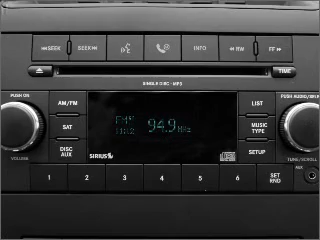 SEEK SEEK INFO RW FF
SINGLE DISC - MP3 TIME
PUSH ON PUSH AUDIO/
AM/FM LIST
SAT 94.9 MHz MUSIC TYPE
DISC AUX SIRIUS SETUP
VOLUME TUNE/SCROLL
AUX
1 2 3 4 5 6 SET RND